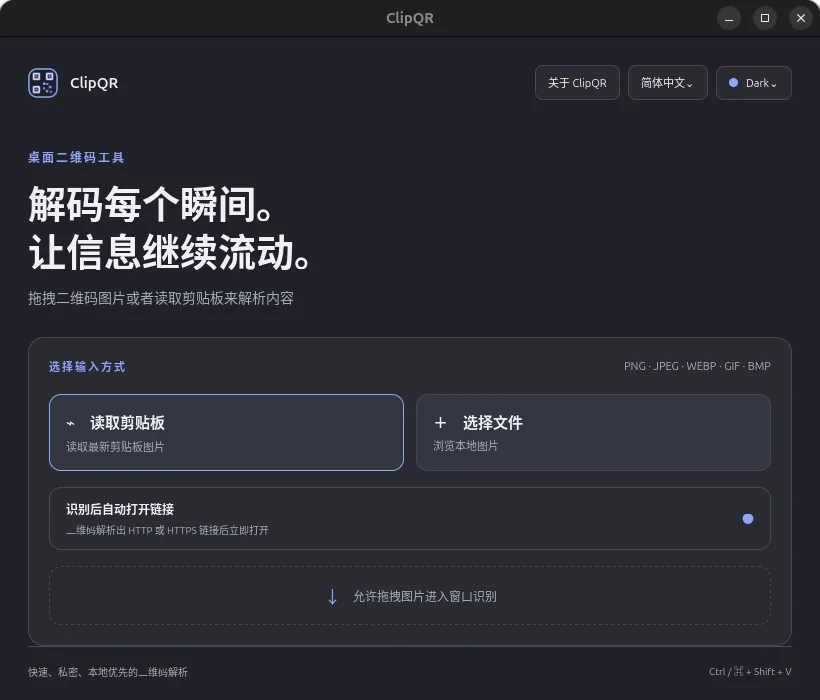 ClipQR
ClipQR
关于 ClipQR
简体中文
Dark
桌面二维码工具
解码每个瞬间。
让信息继续流动。
拖拽二维码图片或者读取剪贴板来解析内容
选择输入方式
PNG · JPEG · WEBP · GIF · BMP
读取剪贴板
读取最新剪贴板图片
+ 选择文件
浏览本地图片
识别后自动打开链接
二维码解析出 HTTP 或 HTTPS 链接后立即打开
↓ 允许拖拽图片进入窗口识别
快速、私密、本地优先的二维码解析
Ctrl / ⌘ + Shift + V